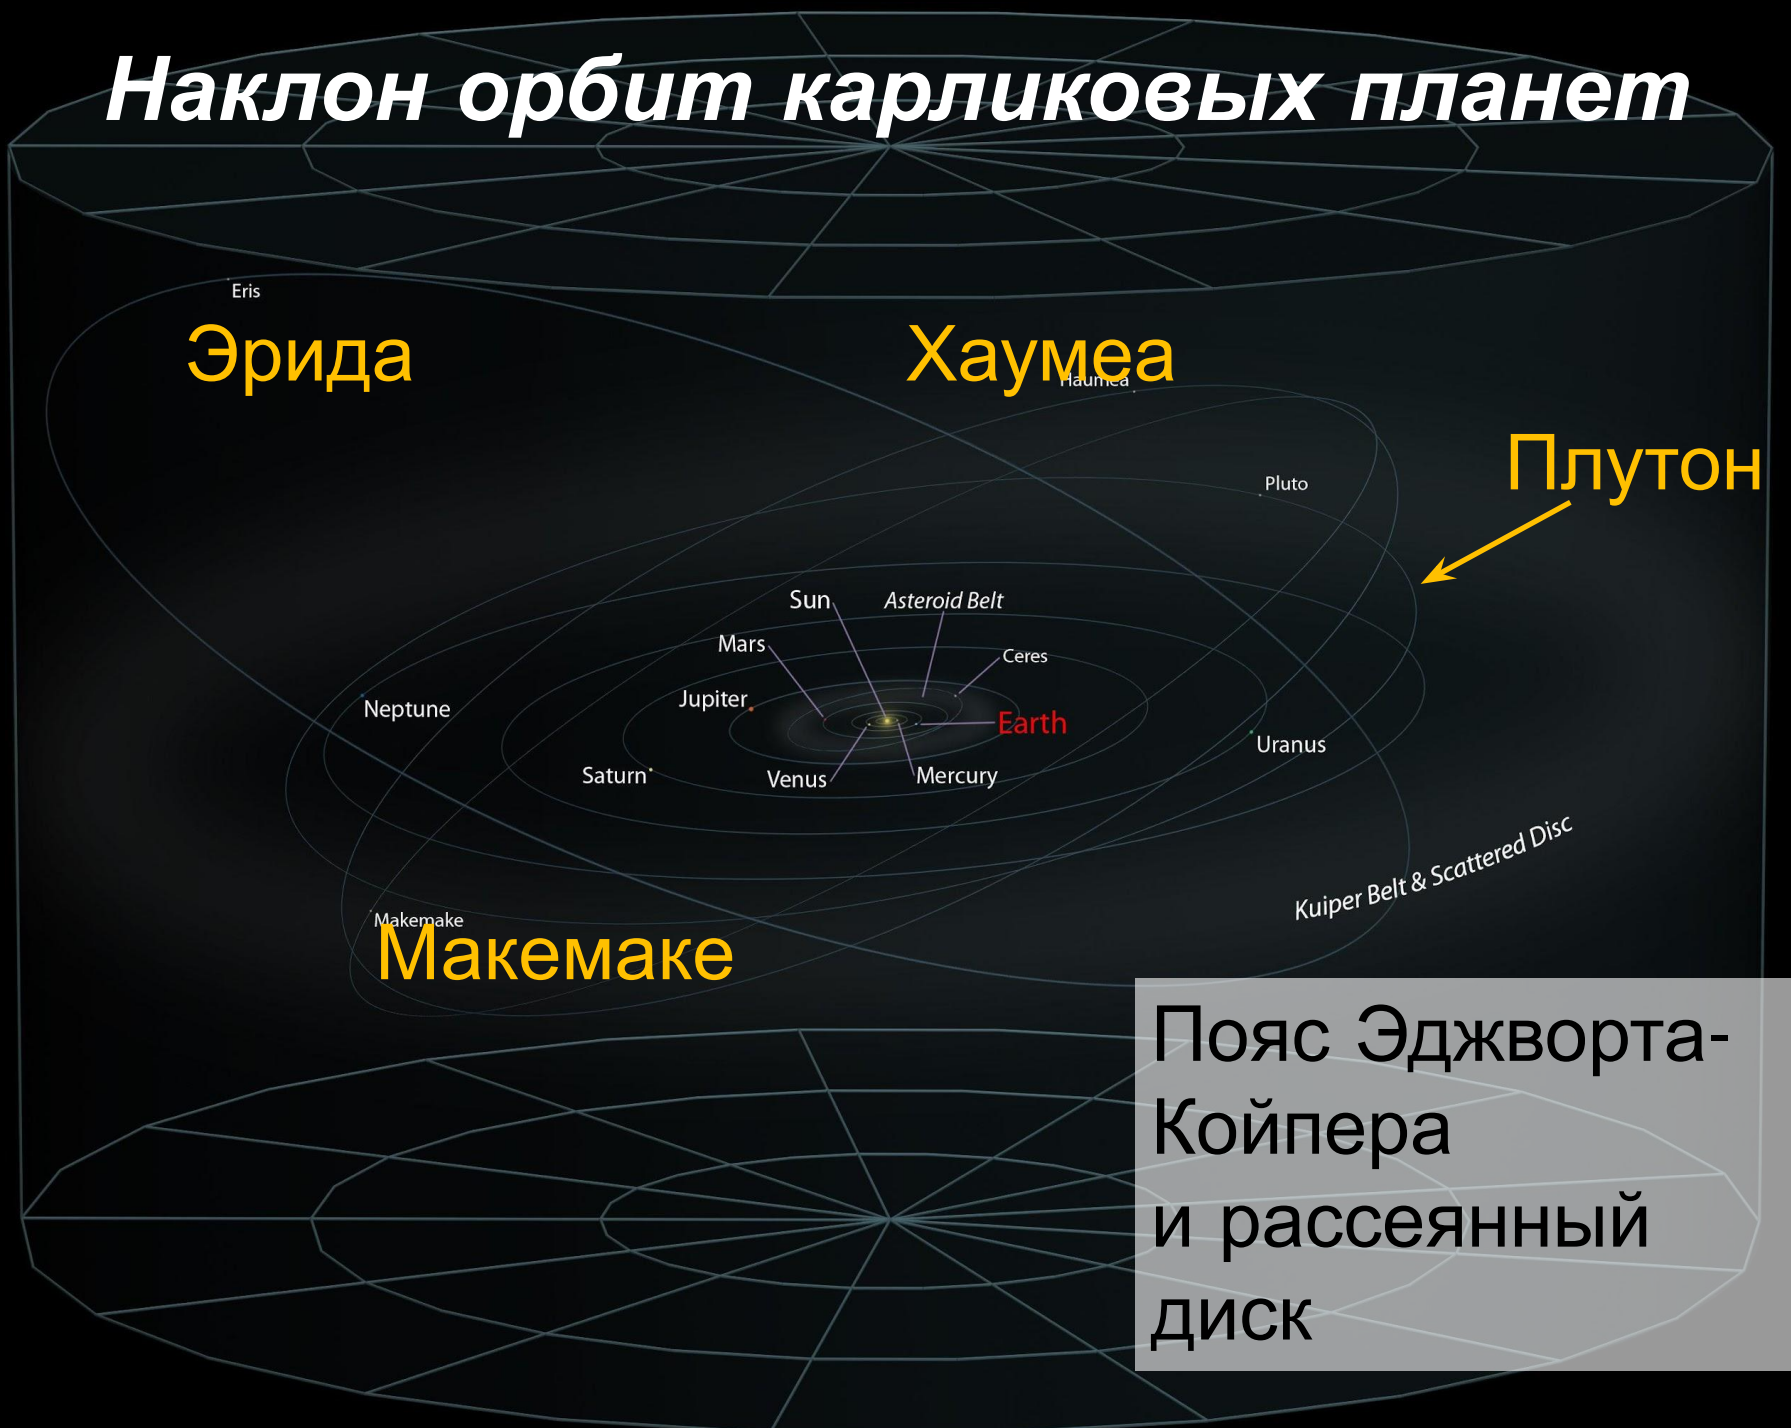 Наклон орбит карликовых планет
Eris
Эрида
Хаумеа
Haumea
Плутон
Pluto
Sun
Asteroid Belt
Mars
Ceres
Jupiter
Neptune
Earth
Uranus
Saturn
Venus
Mercury
Kuiper Belt & Scattered Disc
Makemake
Макемаке
Пояс Эджворта-
Койпера
и рассеянный
диск